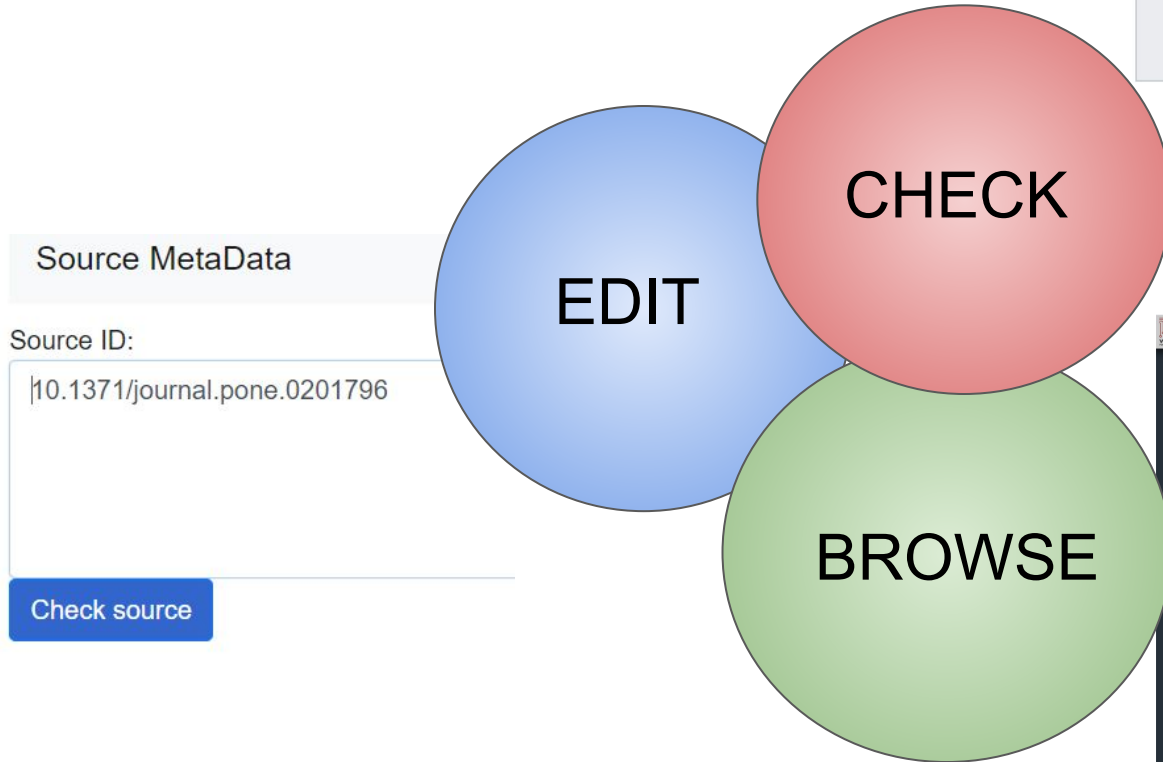 Source MetaData
Source ID:
10.1371/journal.pone.0201796
Check source
EDIT
CHECK
BROWSE